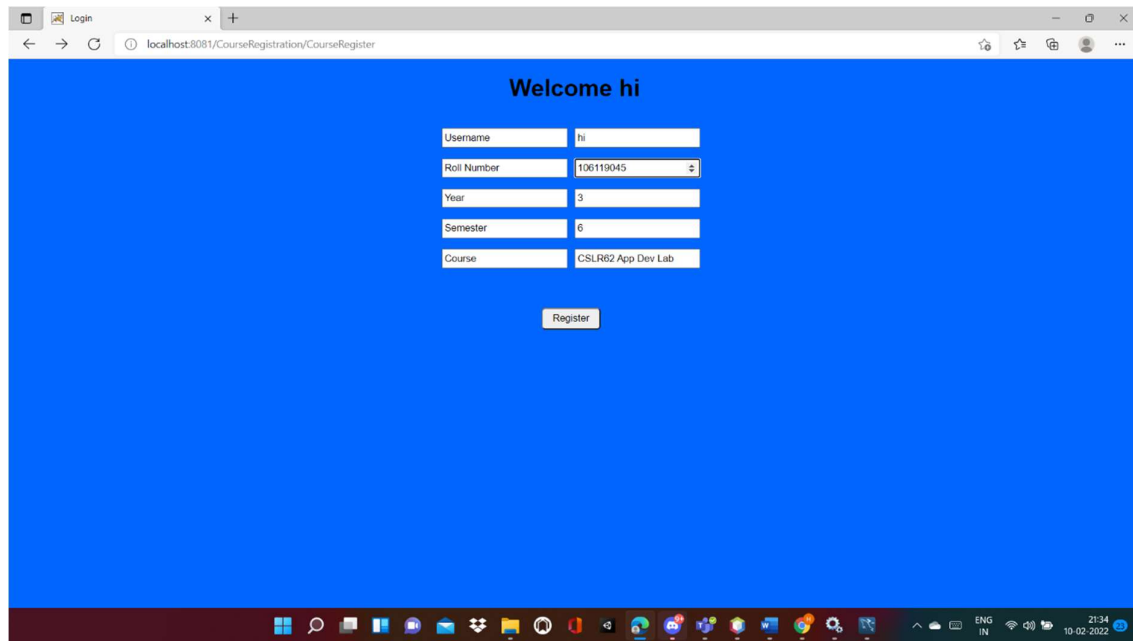 Login
localhost:8081/CourseRegistration/CourseRegister
Welcome hi
Username hi
Roll Number 106119045
Year 3
Semester 6
Course CSLR62 App Dev Lab
Register
ENG 21:34
IN 10-02-2022